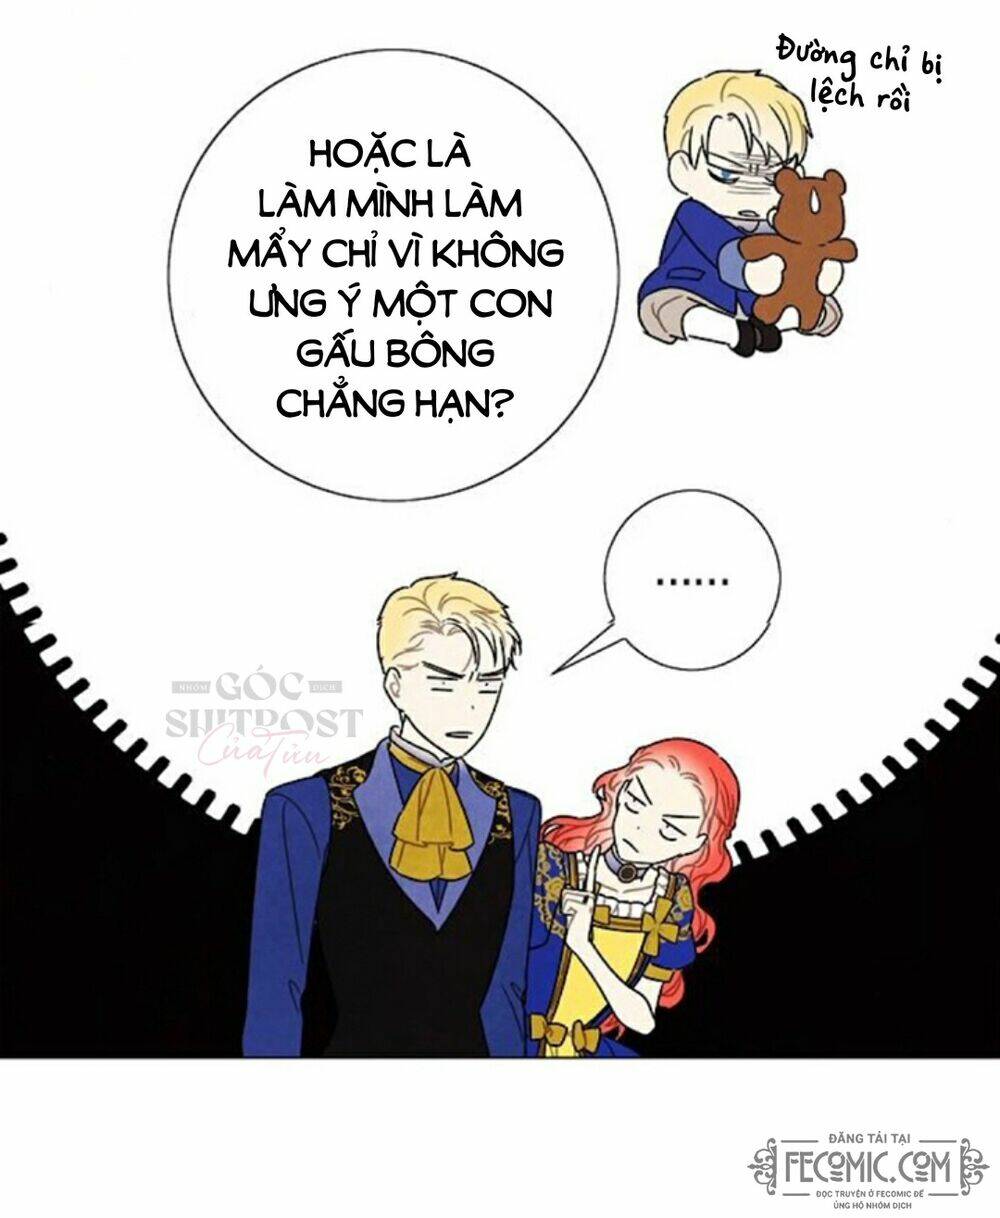 Đường chỉ bị
lệch rồi
HOẶC LÀ
LÀM MÌNH LÀM
MẨY CHỈ VÌ KHÔNG
ƯNG Ý MỘT CON
GẤU BÔNG
CHẲNG HẠN?
......
NHÓM GÓC DỊCH
SHITPOST
Của Tửu
ĐĂNG TẢI TẠI
FECOMIC.COM
ĐỌC TRUYỆN Ở FECOMIC ĐỂ
ỦNG HỘ NHÓM DỊCH